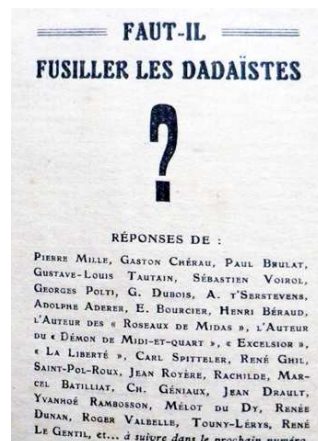 FAUT-IL
FUSILLER LES DADAÏSTES
?
RÉPONSES DE :
PIERRE MILLE, GASTON CHÉRAU, PAUL BRULAT,
GUSTAVE-LOUIS TAUTAIN, SÉBASTIEN VOIROL,
GEORGES POLTI, G. DUBOIS, A. T'SERSTEVENS,
ADOLPHE ADERER, E. BOURCIER, HENRI BÉRAUD,
L'AUTEUR DES « ROSEAUX DE MIDAS », L'AUTEUR
DU « DÉMON DE MIDI-ET-QUART », « EXCELSIOR »,
« LA LIBERTÉ », CARL SPITTELER, RENÉ GHIL,
SAINT-POL-ROUX, JEAN ROYÈRE, RACHILDE, MAR-
CEL BATILLIAT, CH. GÉNIAUX, JEAN DRAULT,
YVANHOÉ RAMBOSSON, MÉLOT DU DY, RENÉE
DUNAN, ROGER VALBELLE, TOUNY-LÉRYS, RENÉ
LE GENTIL, et... à suivre dans le prochain numéro